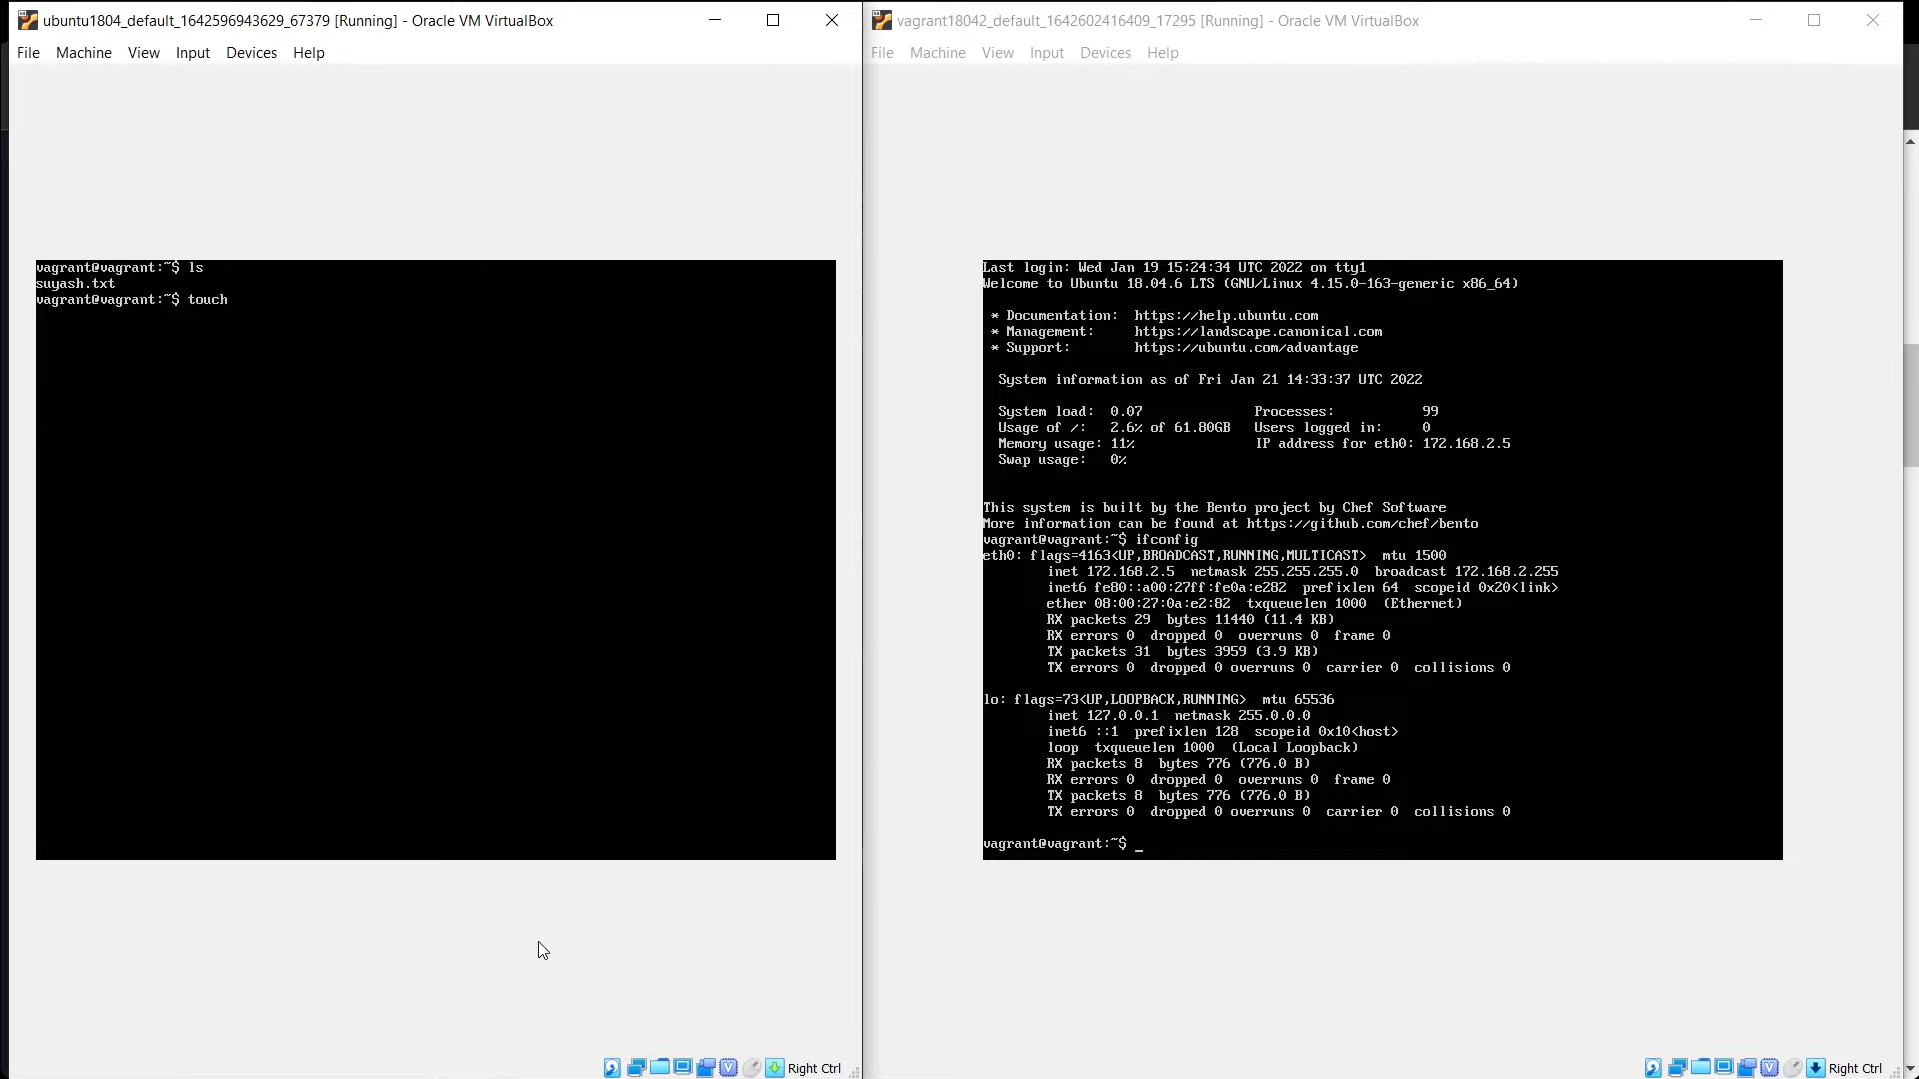 ubuntu1804_default_1642596943629_67379 [Running] - Oracle VM VirtualBox
File Machine View Input Devices Help
vagrant@vagrant:~$ ls
suyash.txt
vagrant@vagrant:~$ touch
Right Ctrl
vagrant18042_default_1642602416409_17295 [Running] - Oracle VM VirtualBox
File Machine View Input Devices Help
Last login: Wed Jan 19 15:24:34 UTC 2022 on tty1
Welcome to Ubuntu 18.04.6 LTS (GNU/Linux 4.15.0-163-generic x86_64)
* Documentation: https://help.ubuntu.com
* Management: https://landscape.canonical.com
* Support: https://ubuntu.com/advantage
System information as of Fri Jan 21 14:33:37 UTC 2022
System load: 0.07 Processes: 99
Usage of /: 2.6% of 61.80GB Users logged in: 0
Memory usage: 11% IP address for eth0: 172.168.2.5
Swap usage: 0%
This system is built by the Bento project by Chef Software
More information can be found at https://github.com/chef/bento
vagrant@vagrant:~$ ifconfig
eth0: flags=4163<UP,BROADCAST,RUNNING,MULTICAST> mtu 1500
inet 172.168.2.5 netmask 255.255.255.0 broadcast 172.168.2.255
inet6 fe80::a00:27ff:fe0a:e282 prefixlen 64 scopeid 0x20<link>
ether 08:00:27:0a:e2:82 txqueuelen 1000 (Ethernet)
RX packets 29 bytes 11440 (11.4 KB)
RX errors 0 dropped 0 overruns 0 frame 0
TX packets 31 bytes 3959 (3.9 KB)
TX errors 0 dropped 0 overruns 0 carrier 0 collisions 0
lo: flags=73<UP,LOOPBACK,RUNNING> mtu 65536
inet 127.0.0.1 netmask 255.0.0.0
inet6 ::1 prefixlen 128 scopeid 0x10<host>
loop txqueuelen 1000 (Local Loopback)
RX packets 8 bytes 776 (776.0 B)
RX errors 0 dropped 0 overruns 0 frame 0
TX packets 8 bytes 776 (776.0 B)
TX errors 0 dropped 0 overruns 0 carrier 0 collisions 0
vagrant@vagrant:~$ _
Right Ctrl